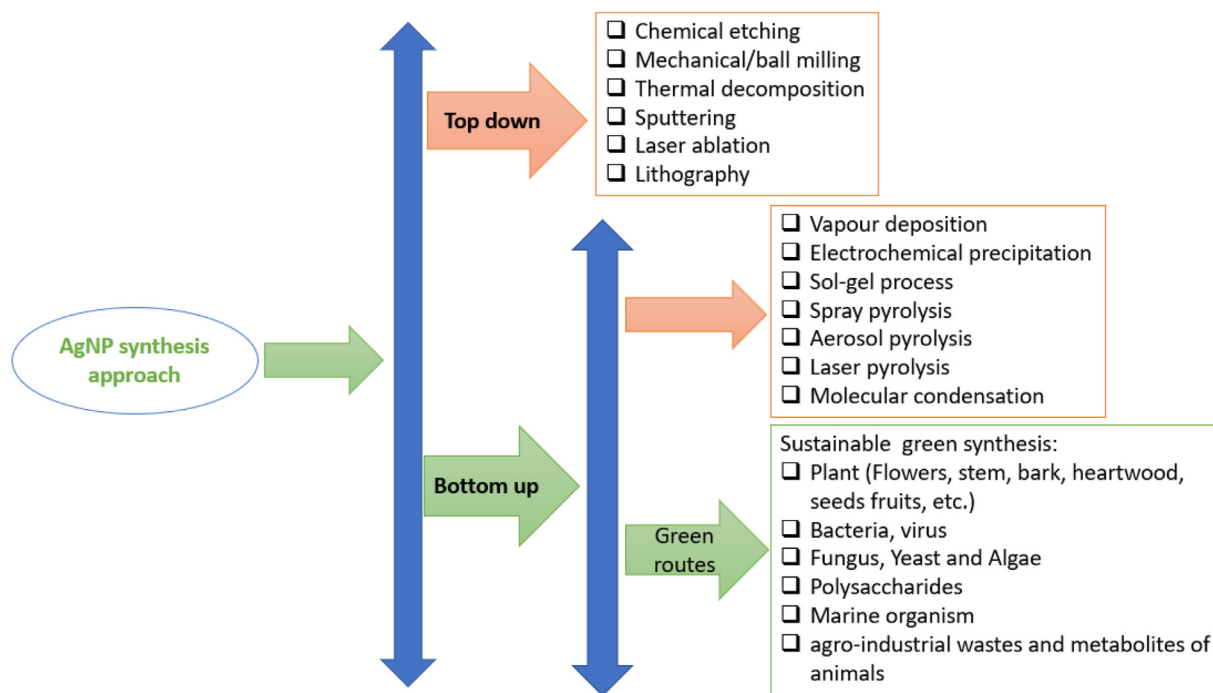 ❑ Chemical etching
❑ Mechanical/ball milling
❑ Thermal decomposition
❑ Sputtering
❑ Laser ablation
❑ Lithography
Top down
❑ Vapour deposition
❑ Electrochemical precipitation
❑ Sol-gel process
❑ Spray pyrolysis
❑ Aerosol pyrolysis
❑ Laser pyrolysis
❑ Molecular condensation
AgNP synthesis
approach
Bottom up
Green
routes
Sustainable green synthesis:
❑ Plant (Flowers, stem, bark, heartwood,
seeds fruits, etc.)
❑ Bacteria, virus
❑ Fungus, Yeast and Algae
❑ Polysaccharides
❑ Marine organism
❑ agro-industrial wastes and metabolites of
animals